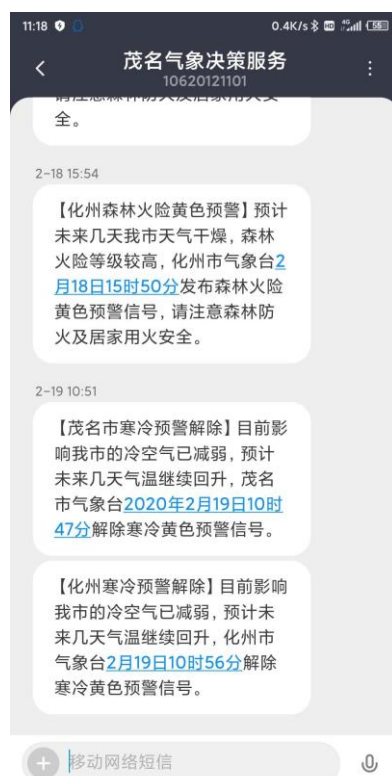 11:18
0.4K/s
HD
4G
55
茂名气象决策服务
10620121101
全。
2-18 15:54
【化州森林火险黄色预警】预计
未来几天我市天气干燥，森林
火险等级较高，化州市气象台2
月18日15时50分发布森林火险
黄色预警信号，请注意森林防
火及居家用火安全。
2-19 10:51
【茂名市寒冷预警解除】目前影
响我市的冷空气已减弱，预计
未来几天气温继续回升，茂名
市气象台2020年2月19日10时
47分解除寒冷黄色预警信号。
【化州寒冷预警解除】目前影响
我市的冷空气已减弱，预计未
来几天气温继续回升，化州市
气象台2月19日10时56分解除
寒冷黄色预警信号。
移动网络短信